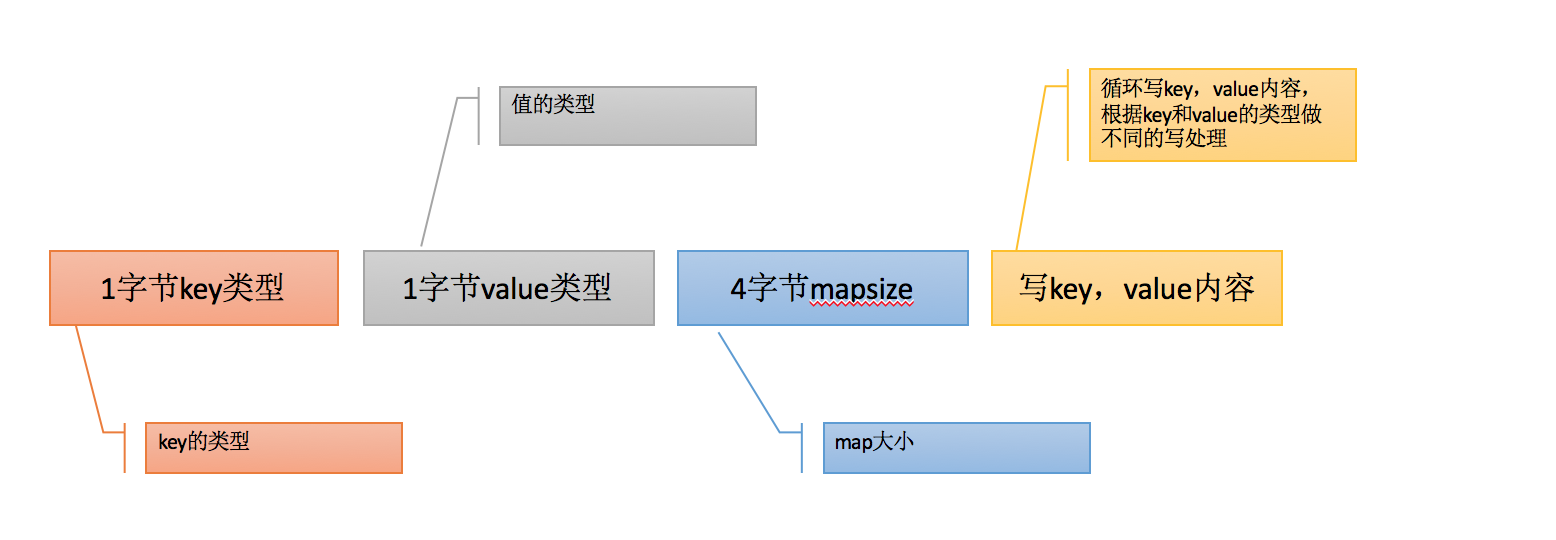 值的类型
循环写key，value内容，
根据key和value的类型做
不同的写处理
1字节key类型
1字节value类型
4字节mapsize
写key，value内容
key的类型
map大小